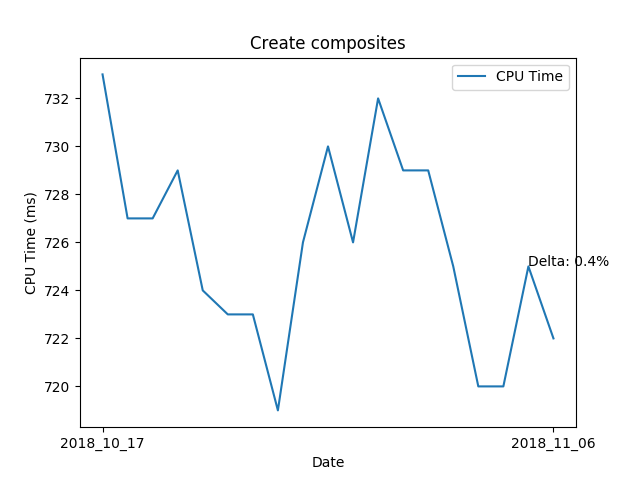 Create composites
CPU Time
732
730
728
726
724
722
720
CPU Time (ms)
Delta: 0.4%
2018_10_17
2018_11_06
Date